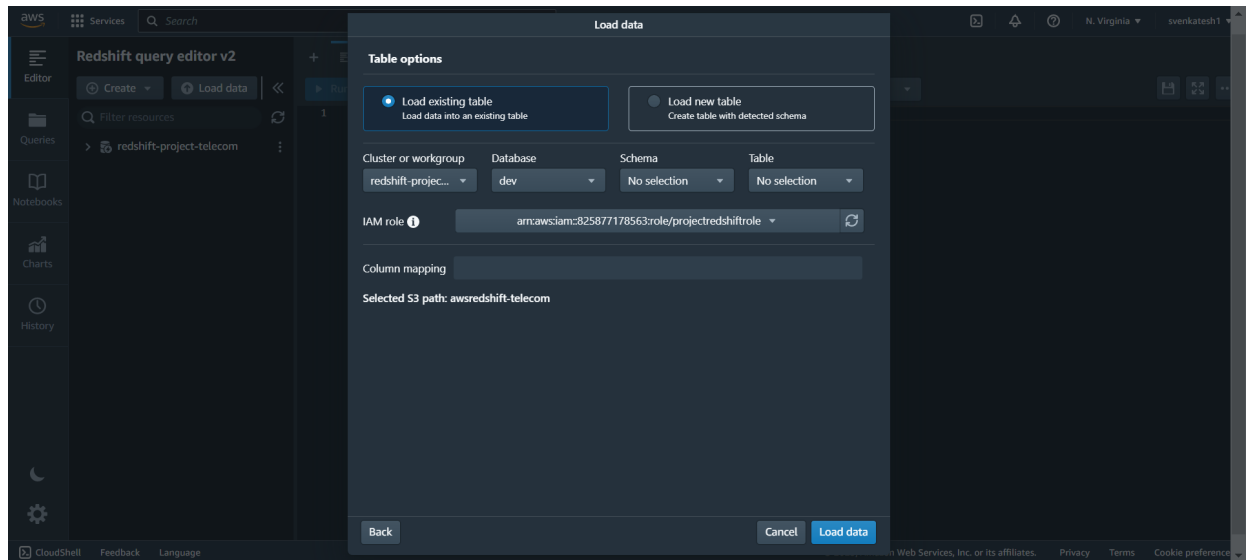 aws
Services
Search
N. Virginia
svenkatesh1
Editor
Queries
Notebooks
Charts
History
Redshift query editor v2
Create
Load data
Filter resources
redshift-project-telecom
1
Load data
Table options
Load existing table
Load data into an existing table
Load new table
Create table with detected schema
Cluster or workgroup
Database
Schema
Table
redshift-projec...
dev
No selection
No selection
IAM role
arn:aws:iam::825877178563:role/projectredshiftrole
Column mapping
Selected S3 path: awsredshift-telecom
Back
Cancel
Load data
CloudShell
Feedback
Language
Web Services, Inc. or its affiliates.
Privacy
Terms
Cookie preference